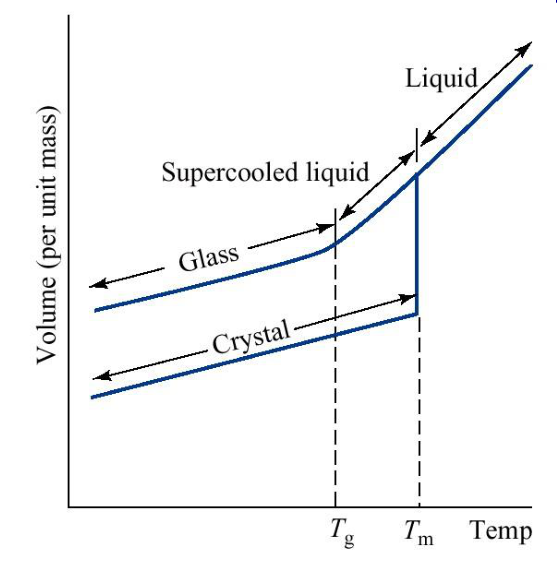 Liquid
Supercooled liquid
Glass
Crystal
Volume (per unit mass)
Tg
Tm
Temp